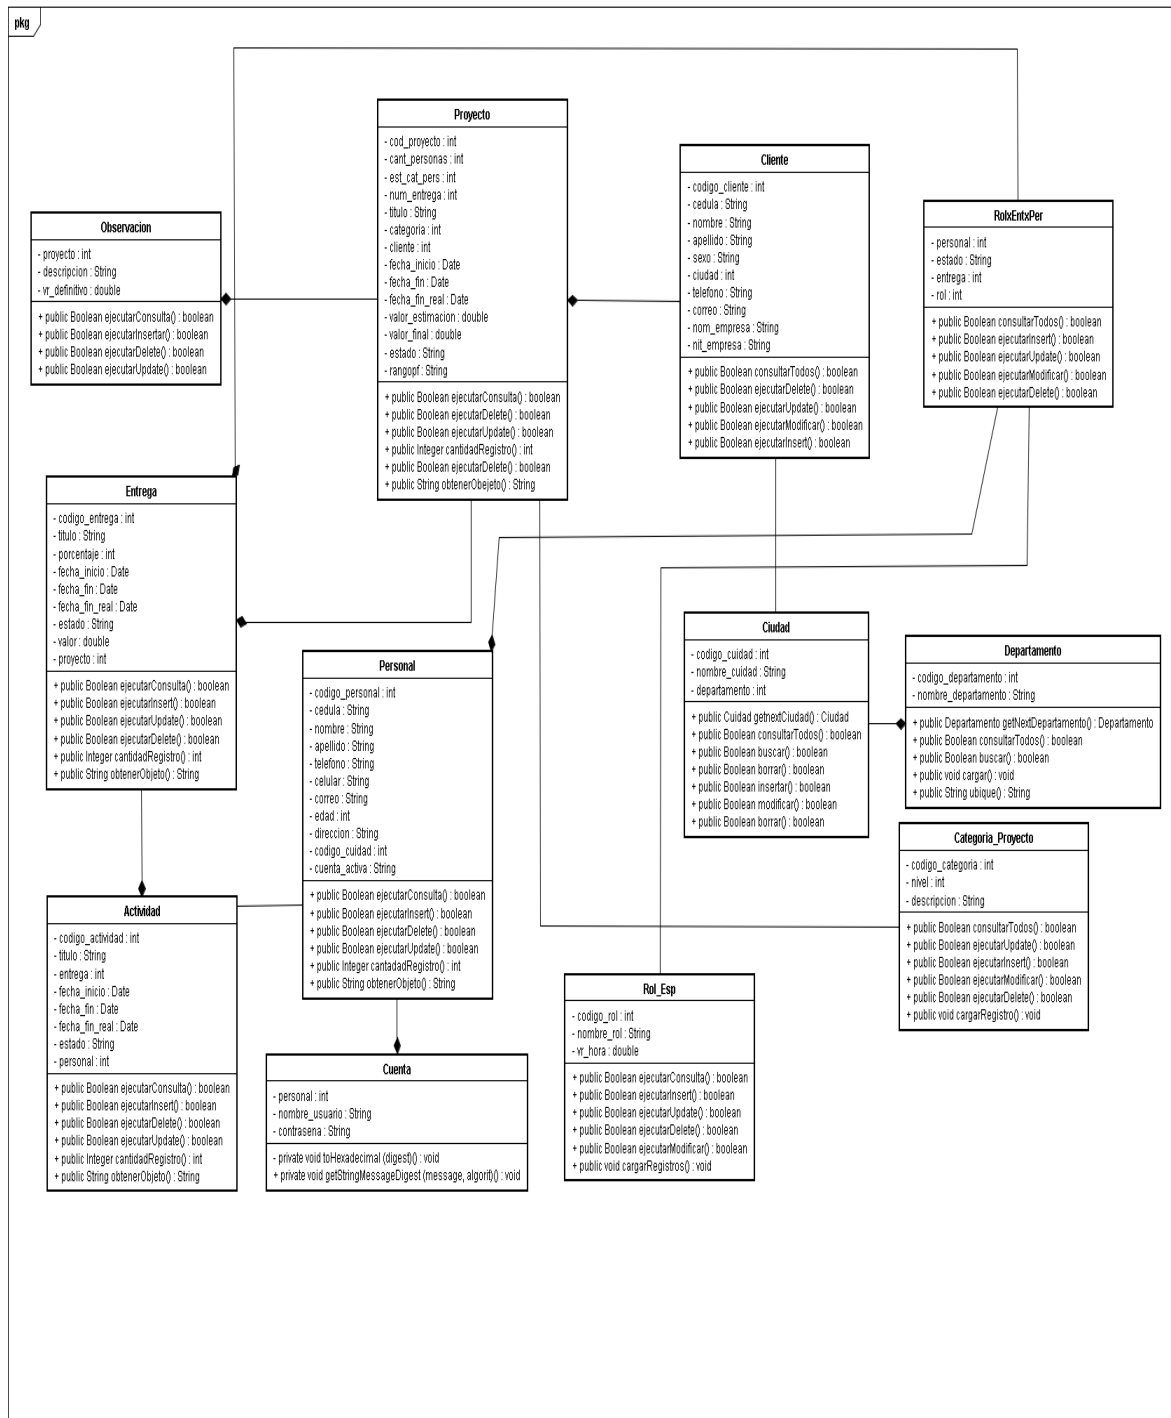 pkg
Proyecto
- cod_proyecto : int
- cant_personas : int
- est_cat_pers : int
- num_entrega : int
- titulo : String
- categoria : int
- cliente : int
- fecha_inicio : Date
- fecha_fin : Date
- fecha_fin_real : Date
- valor_estimacion : double
- valor_final : double
- estado : String
- rangopf : String
+ public Boolean ejecutarConsulta() : boolean
+ public Boolean ejecutarDelete() : boolean
+ public Boolean ejecutarUpdate() : boolean
+ public Integer cantidadRegistro() : int
+ public Boolean ejecutarDelete() : boolean
+ public String obtenerObejeto() : String
Cliente
- codigo_cliente : int
- cedula : String
- nombre : String
- apellido : String
- sexo : String
- ciudad : int
- telefono : String
- correo : String
- nom_empresa : String
- nit_empresa : String
+ public Boolean consultarTodos() : boolean
+ public Boolean ejecutarDelete() : boolean
+ public Boolean ejecutarUpdate() : boolean
+ public Boolean ejecutarModificar() : boolean
+ public Boolean ejecutarInsert() : boolean
RolxEntxPer
- personal : int
- estado : String
- entrega : int
- rol : int
+ public Boolean consultarTodos() : boolean
+ public Boolean ejecutarInsert() : boolean
+ public Boolean ejecutarUpdate() : boolean
+ public Boolean ejecutarModificar() : boolean
+ public Boolean ejecutarDelete() : boolean
Observacion
- proyecto : int
- descripcion : String
- vr_definitivo : double
+ public Boolean ejecutarConsulta() : boolean
+ public Boolean ejecutarInsertar() : boolean
+ public Boolean ejecutarDelete() : boolean
+ public Boolean ejecutarUpdate() : boolean
Entrega
- codigo_entrega : int
- titulo : String
- porcentaje : int
- fecha_inicio : Date
- fecha_fin : Date
- fecha_fin_real : Date
- estado : String
- valor : double
- proyecto : int
+ public Boolean ejecutarConsulta() : boolean
+ public Boolean ejecutarInsert() : boolean
+ public Boolean ejecutarUpdate() : boolean
+ public Boolean ejecutarDelete() : boolean
+ public Integer cantidadRegistro() : int
+ public String obtenerObjeto() : String
Personal
- codigo_personal : int
- cedula : String
- nombre : String
- apellido : String
- telefono : String
- celular : String
- correo : String
- edad : int
- direccion : String
- codigo_cuidad : int
- cuenta_activa : String
+ public Boolean ejecutarConsulta() : boolean
+ public Boolean ejecutarInsert() : boolean
+ public Boolean ejecutarDelete() : boolean
+ public Boolean ejecutarUpdate() : boolean
+ public Integer cantadadRegistro() : int
+ public String obtenerObjeto() : String
Ciudad
- codigo_cuidad : int
- nombre_cuidad : String
- departamento : int
+ public Cuidad getnextCiudad() : Ciudad
+ public Boolean consultarTodos() : boolean
+ public Boolean buscar() : boolean
+ public Boolean borrar() : boolean
+ public Boolean insertar() : boolean
+ public Boolean modificar() : boolean
+ public Boolean borrar() : boolean
Departamento
- codigo_departamento : int
- nombre_departamento : String
+ public Departamento getNextDepartamento() : Departamento
+ public Boolean consultarTodos() : boolean
+ public Boolean buscar() : boolean
+ public void cargar() : void
+ public String ubique() : String
Categoria_Proyecto
- codigo_categoria : int
- nivel : int
- descripcion : String
+ public Boolean consultarTodos() : boolean
+ public Boolean ejecutarUpdate() : boolean
+ public Boolean ejecutarInsert() : boolean
+ public Boolean ejecutarModificar() : boolean
+ public Boolean ejecutarDelete() : boolean
+ public void cargarRegistro() : void
Actividad
- codigo_actividad : int
- titulo : String
- entrega : int
- fecha_inicio : Date
- fecha_fin : Date
- fecha_fin_real : Date
- estado : String
- personal : int
+ public Boolean ejecutarConsulta() : boolean
+ public Boolean ejecutarInsert() : boolean
+ public Boolean ejecutarDelete() : boolean
+ public Boolean ejecutarUpdate() : boolean
+ public Integer cantidadRegistro() : int
+ public String obtenerObjeto() : String
Cuenta
- personal : int
- nombre_usuario : String
- contrasena : String
- private void toHexadecimal (digest)() : void
+ private void getStringMessageDigest (message, algorif)() : void
Rol_Esp
- codigo_rol : int
- nombre_rol : String
- vr_hora : double
+ public Boolean ejecutarConsulta() : boolean
+ public Boolean ejecutarInsert() : boolean
+ public Boolean ejecutarUpdate() : boolean
+ public Boolean ejecutarDelete() : boolean
+ public Boolean ejecutarModificar() : boolean
+ public void cargarRegistros() : void